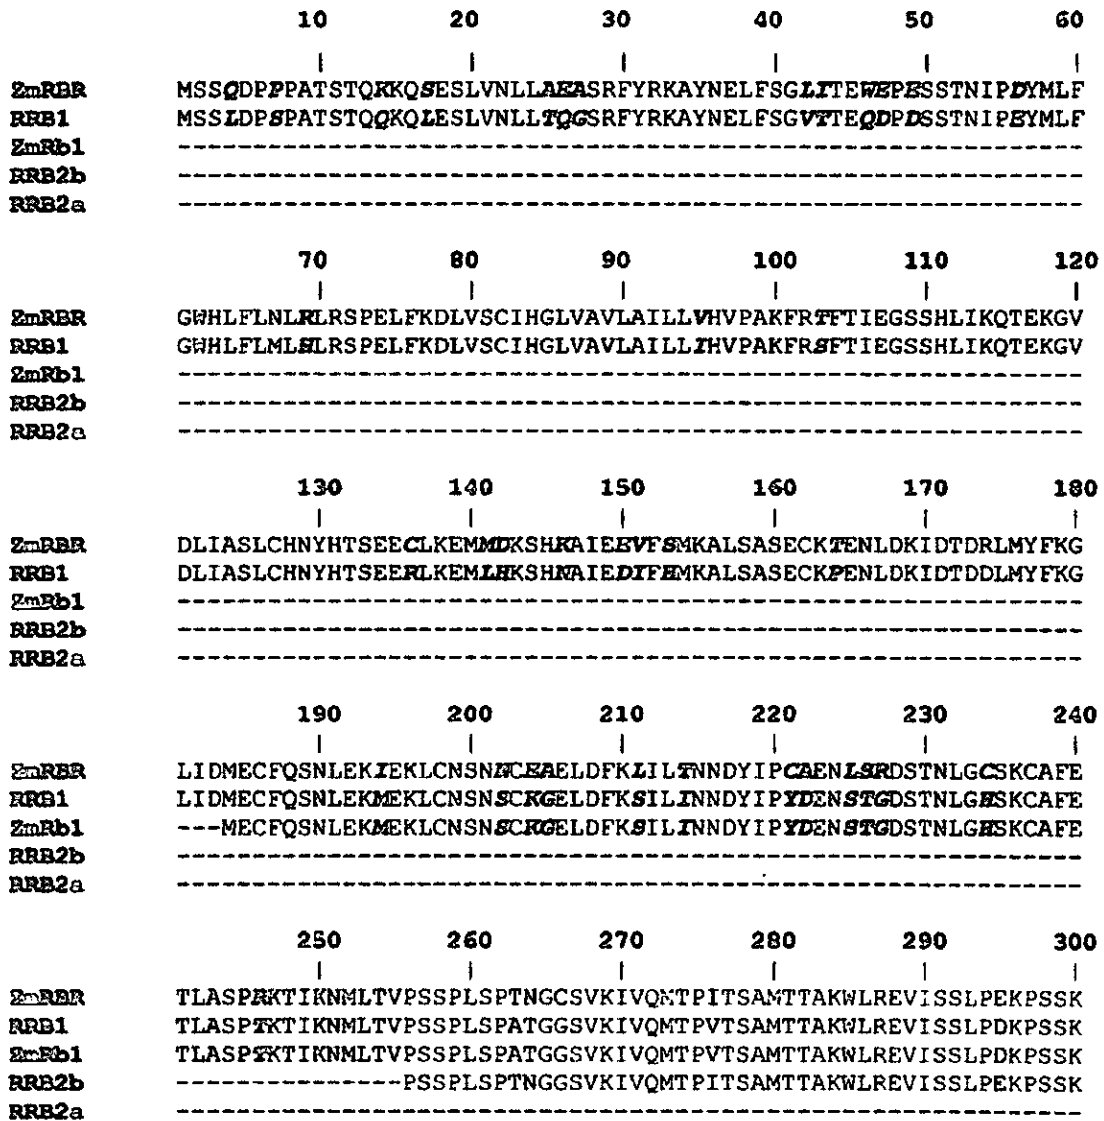 10 20 30 40 50 60
ZmRBR MSSQDPPPATSTQKKQSESLVNLLAEASRFYRKAYNELFSGLITEWEPESSTNIPDYMLF
RRB1 MSSLDPSPATSTQQKQLESLVNLLTQGSRFYRKAYNELFSGVTTEQDPDSSTNIPEYMLF
ZmRb1 ------------------------------------------------------------
RRB2b ------------------------------------------------------------
RRB2a ------------------------------------------------------------
70 80 90 100 110 120
ZmRBR GWHLFLNLRLRSPELFKDLVSCIHGLVAVLAILLVHVPAKFRTFTIEGSSHLIKQTEKGV
RRB1 GWHLFLMLHLRSPELFKDLVSCIHGLVAVLAILLIHVPAKFRSFTIEGSSHLIKQTEKGV
ZmRb1 ------------------------------------------------------------
RRB2b ------------------------------------------------------------
RRB2a ------------------------------------------------------------
130 140 150 160 170 180
ZmRBR DLIASLCHNYHTSEECLKEMMDKSHKAIEEVFSMKALSASECKTENLDKIDTDRLMYFKG
RRB1 DLIASLCHNYHTSEERLKEMLHKSHNAIEDIFHMKALSASECKPENLDKIDTDDLMYFKG
ZmRb1 ------------------------------------------------------------
RRB2b ------------------------------------------------------------
RRB2a ------------------------------------------------------------
190 200 210 220 230 240
ZmRBR LIDMECFQSNLEKIEKLCNSNNCEAELDFKLILTNNDYIPCAENLSRDSTNLGCSKCAFE
RRB1 LIDMECFQSNLEKMEKLCNSNSCKGELDFKSILINNDYIPYDENSTGDSTNLGHSKCAFE
ZmRb1 ---MECFQSNLEKMEKLCNSNSCKGELDFKSILINNDYIPYDENSTGDSTNLGHSKCAFE
RRB2b ------------------------------------------------------------
RRB2a ------------------------------------------------------------
250 260 270 280 290 300
ZmRBR TLASPRKTIKNMLTVPSSPLSPTNGCSVKIVQMTPITSAMTTAKWLREVISSLPEKPSSK
RRB1 TLASPTKTIKNMLTVPSSPLSPATGGSVKIVQMTPVTSAMTTAKWLREVISSLPDKPSSK
ZmRb1 TLASPTKTIKNMLTVPSSPLSPATGGSVKIVQMTPVTSAMTTAKWLREVISSLPDKPSSK
RRB2b ---------------PSSPLSPTNGGSVKIVQMTPITSAMTTAKWLREVISSLPEKPSSK
RRB2a ------------------------------------------------------------